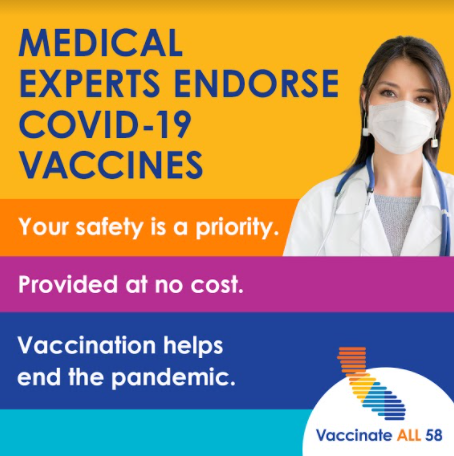 MEDICAL
EXPERTS ENDORSE
COVID-19
VACCINES
Your safety is a priority.
Provided at no cost.
Vaccination helps
end the pandemic.
Vaccinate ALL 58